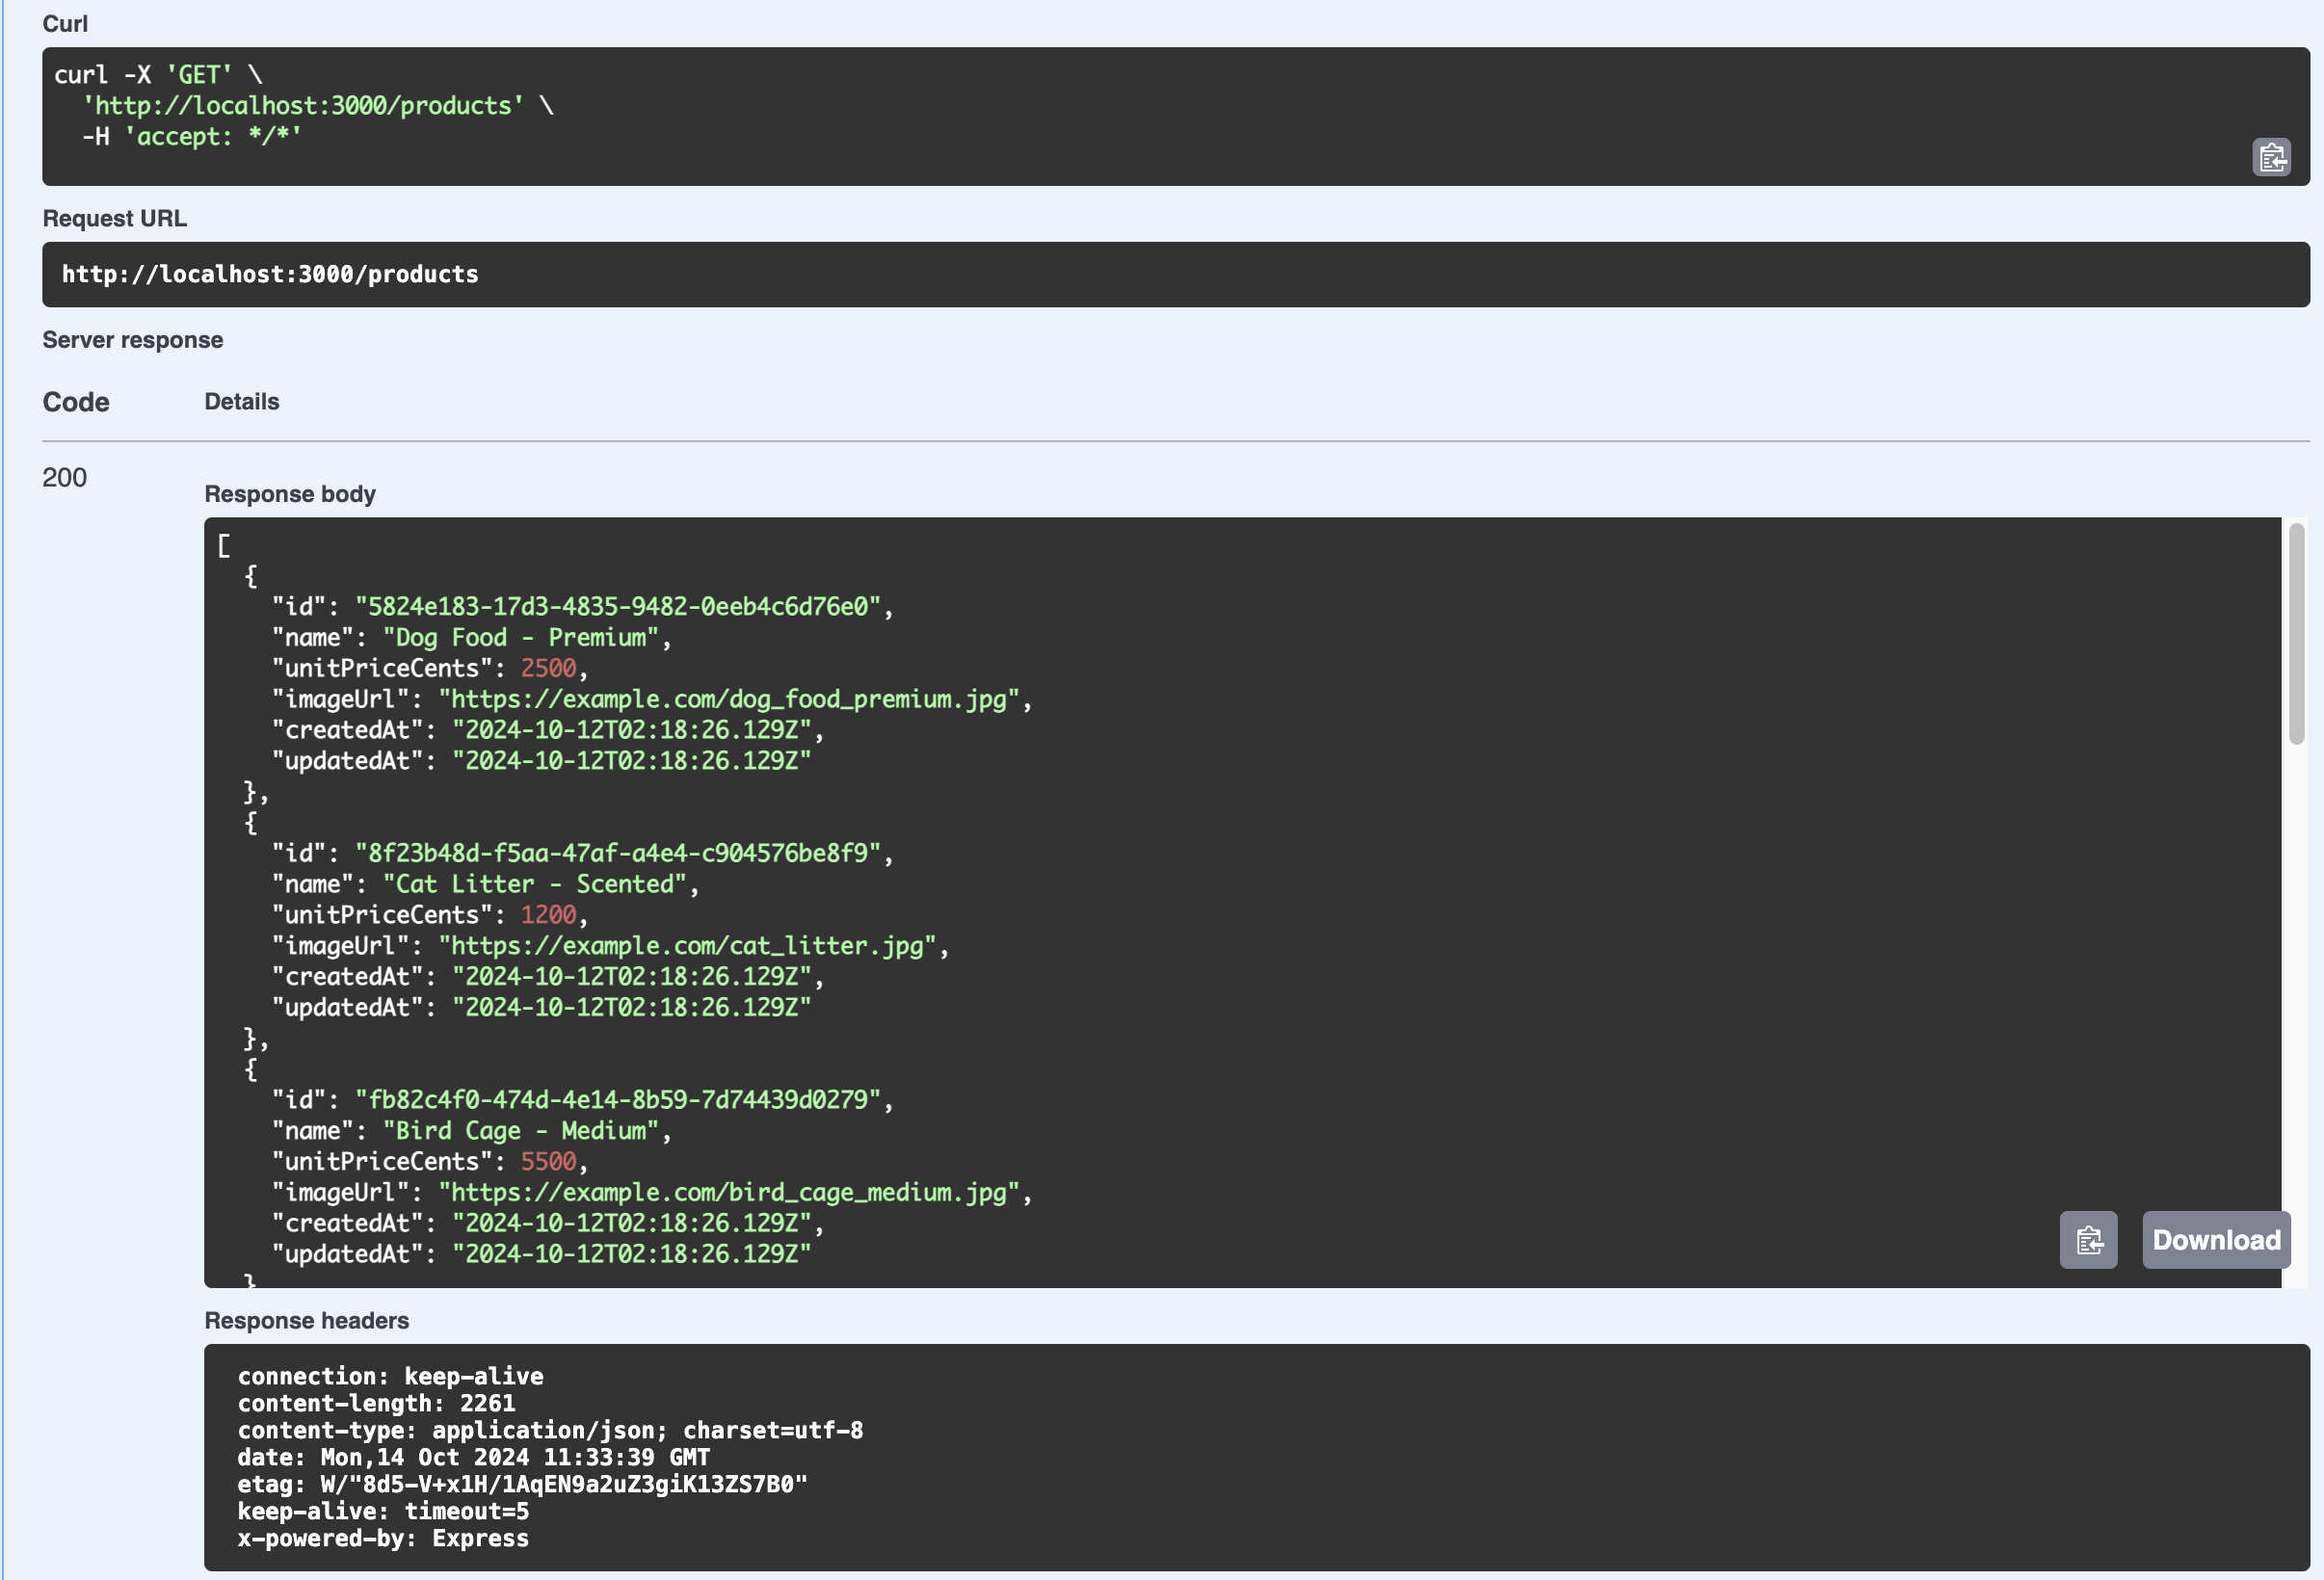 Curl
curl -X 'GET' \
  'http://localhost:3000/products' \
  -H 'accept: */*'
Request URL
http://localhost:3000/products
Server response
Code Details
200
Response body
[
  {
    "id": "5824e183-17d3-4835-9482-0eeb4c6d76e0",
    "name": "Dog Food - Premium",
    "unitPriceCents": 2500,
    "imageUrl": "https://example.com/dog_food_premium.jpg",
    "createdAt": "2024-10-12T02:18:26.129Z",
    "updatedAt": "2024-10-12T02:18:26.129Z"
  },
  {
    "id": "8f23b48d-f5aa-47af-a4e4-c904576be8f9",
    "name": "Cat Litter - Scented",
    "unitPriceCents": 1200,
    "imageUrl": "https://example.com/cat_litter.jpg",
    "createdAt": "2024-10-12T02:18:26.129Z",
    "updatedAt": "2024-10-12T02:18:26.129Z"
  },
  {
    "id": "fb82c4f0-474d-4e14-8b59-7d74439d0279",
    "name": "Bird Cage - Medium",
    "unitPriceCents": 5500,
    "imageUrl": "https://example.com/bird_cage_medium.jpg",
    "createdAt": "2024-10-12T02:18:26.129Z",
    "updatedAt": "2024-10-12T02:18:26.129Z"
  }
Download
Response headers
connection: keep-alive
content-length: 2261
content-type: application/json; charset=utf-8
date: Mon,14 Oct 2024 11:33:39 GMT
etag: W/"8d5-V+x1H/1AqEN9a2uZ3giK13ZS7B0"
keep-alive: timeout=5
x-powered-by: Express